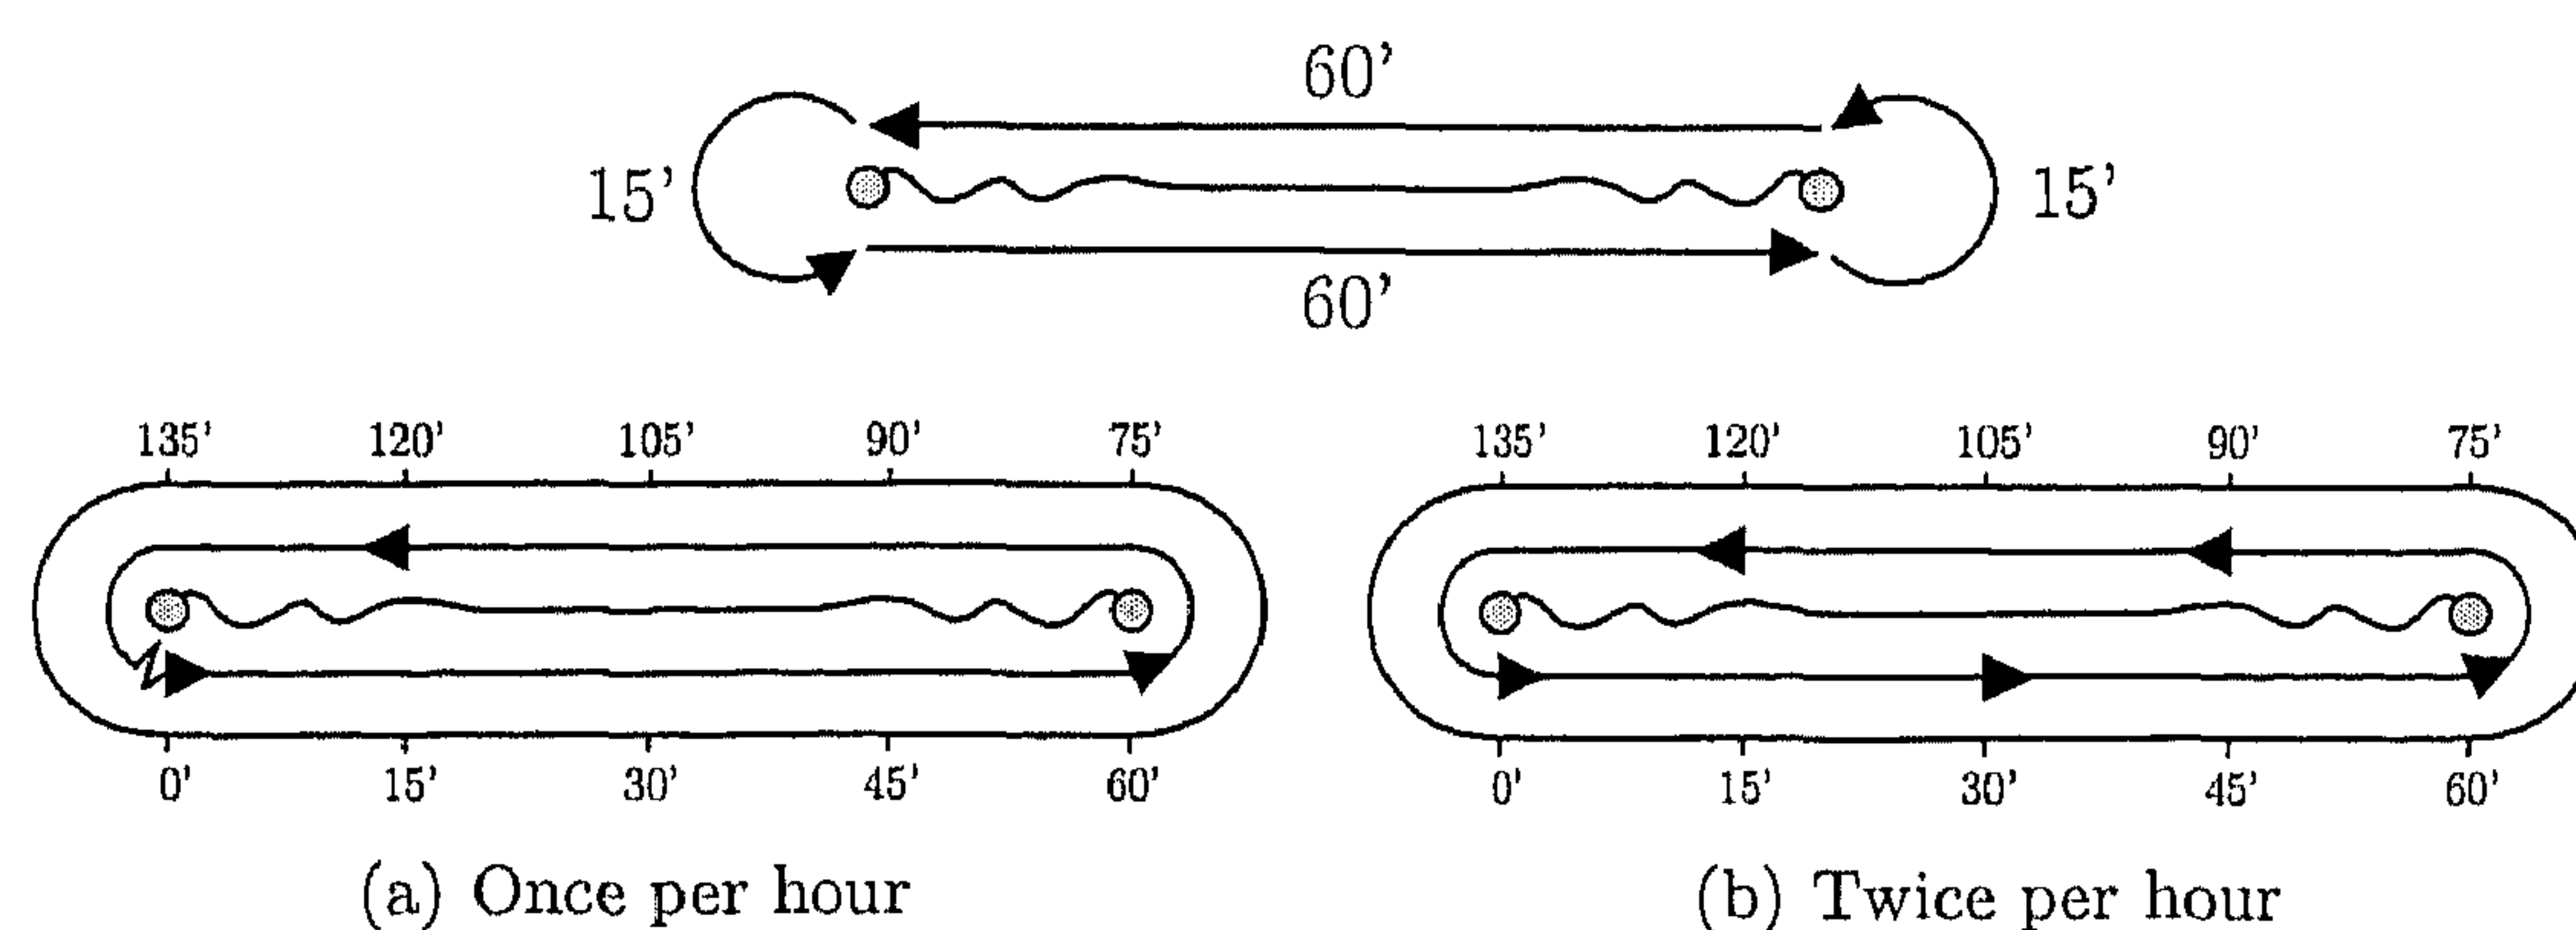 60'
15' 15'
60'
135' 120' 105' 90' 75' 135' 120' 105' 90' 75'
0' 15' 30' 45' 60' 0' 15' 30' 45' 60'
(a) Once per hour (b) Twice per hour